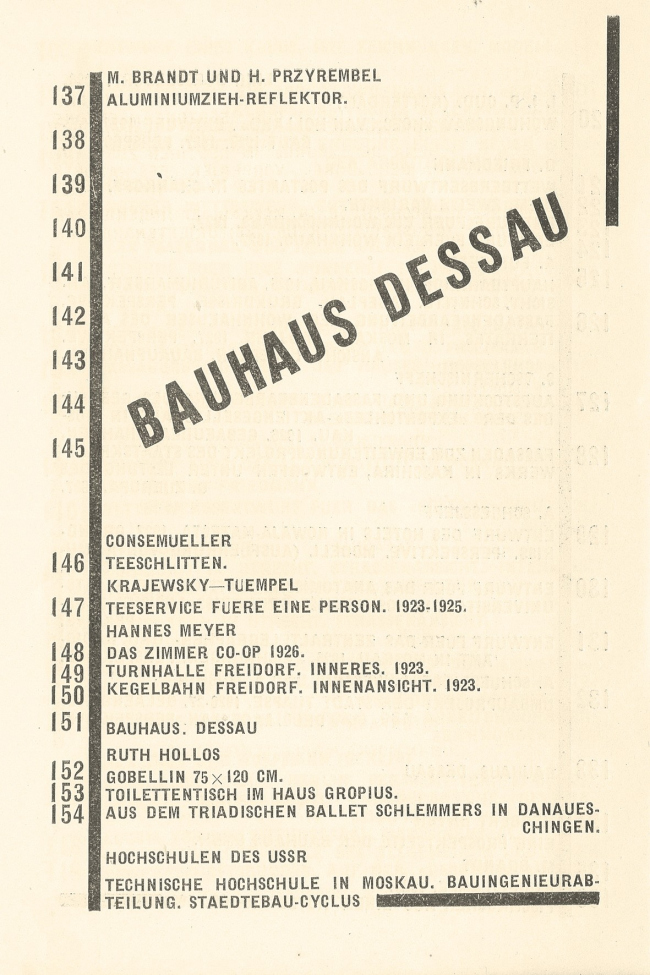 M. BRANDT UND H. PRZYREMBEL
137 ALUMINIUMZIEH-REFLEKTOR.
138
139
140
141
142
143
144
145
BAUHAUS DESSAU
CONSEMUELLER
146 TEESCHLITTEN.
KRAJEWSKY—TUEMPEL
147 TEESERVICE FUERE EINE PERSON. 1923-1925.
HANNES MEYER
148 DAS ZIMMER CO-OP 1926.
149 TURNHALLE FREIDORF. INNERES. 1923.
150 KEGELBAHN FREIDORF. INNENANSICHT. 1923.
151 BAUHAUS. DESSAU
RUTH HOLLOS
152 GOBELLIN 75×120 CM.
153 TOILETTENTISCH IM HAUS GROPIUS.
154 AUS DEM TRIADISCHEN BALLET SCHLEMMERS IN DANAUES-
CHINGEN.
HOCHSCHULEN DES USSR
TECHNISCHE HOCHSCHULE IN MOSKAU. BAUINGENIEURAB-
TEILUNG. STAEDTEBAU-CYCLUS